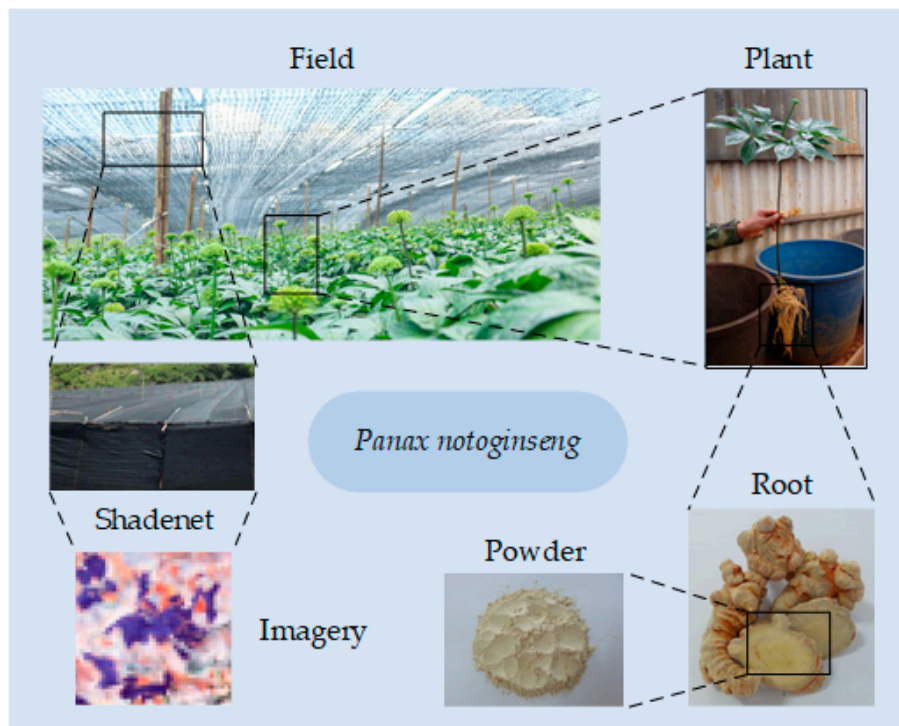 Field
Plant
Panax notoginseng
Root
Shadenet
Powder
Imagery